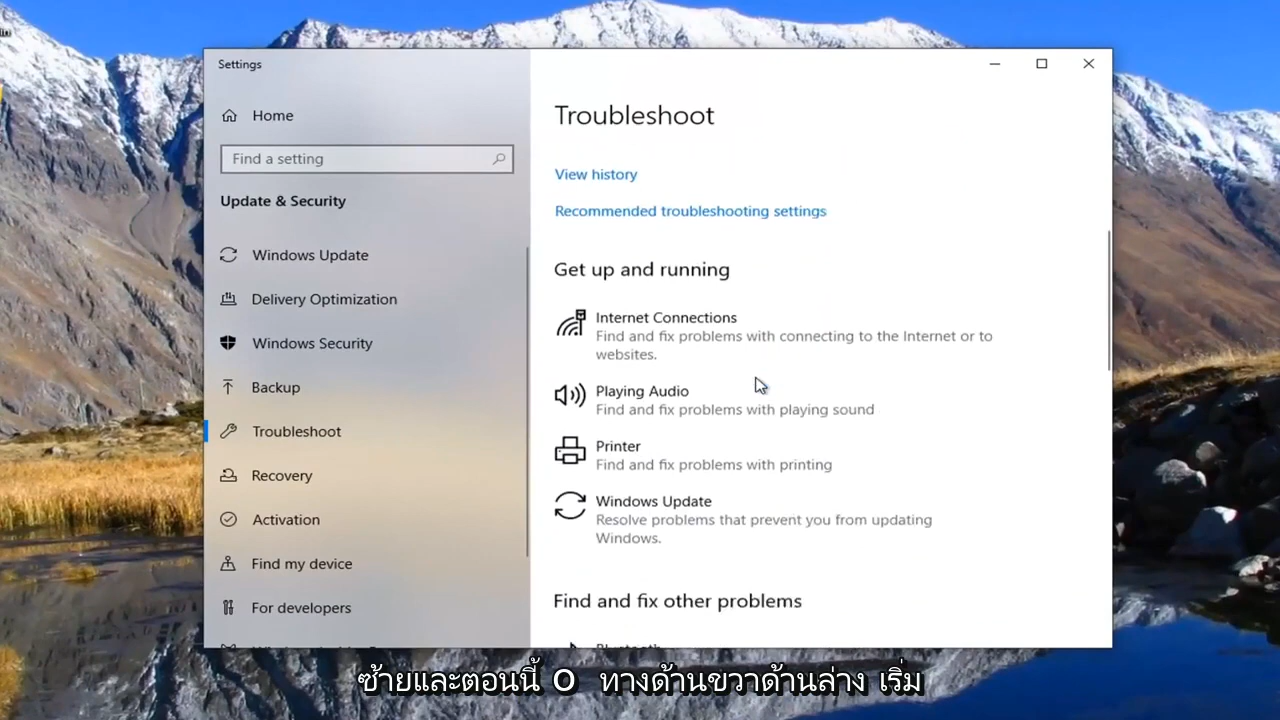 in
Settings
Home
Find a setting
Update & Security
Windows Update
Delivery Optimization
Windows Security
Backup
Troubleshoot
Recovery
Activation
Find my device
For developers
Troubleshoot
View history
Recommended troubleshooting settings
Get up and running
Internet Connections
Find and fix problems with connecting to the Internet or to
websites.
Playing Audio
Find and fix problems with playing sound
Printer
Find and fix problems with printing
Windows Update
Resolve problems that prevent you from updating
Windows.
Find and fix other problems
Bluetooth
ซ้ายและตอนนี้ O ทางด้านขวาด้านล่าง เริ่ม